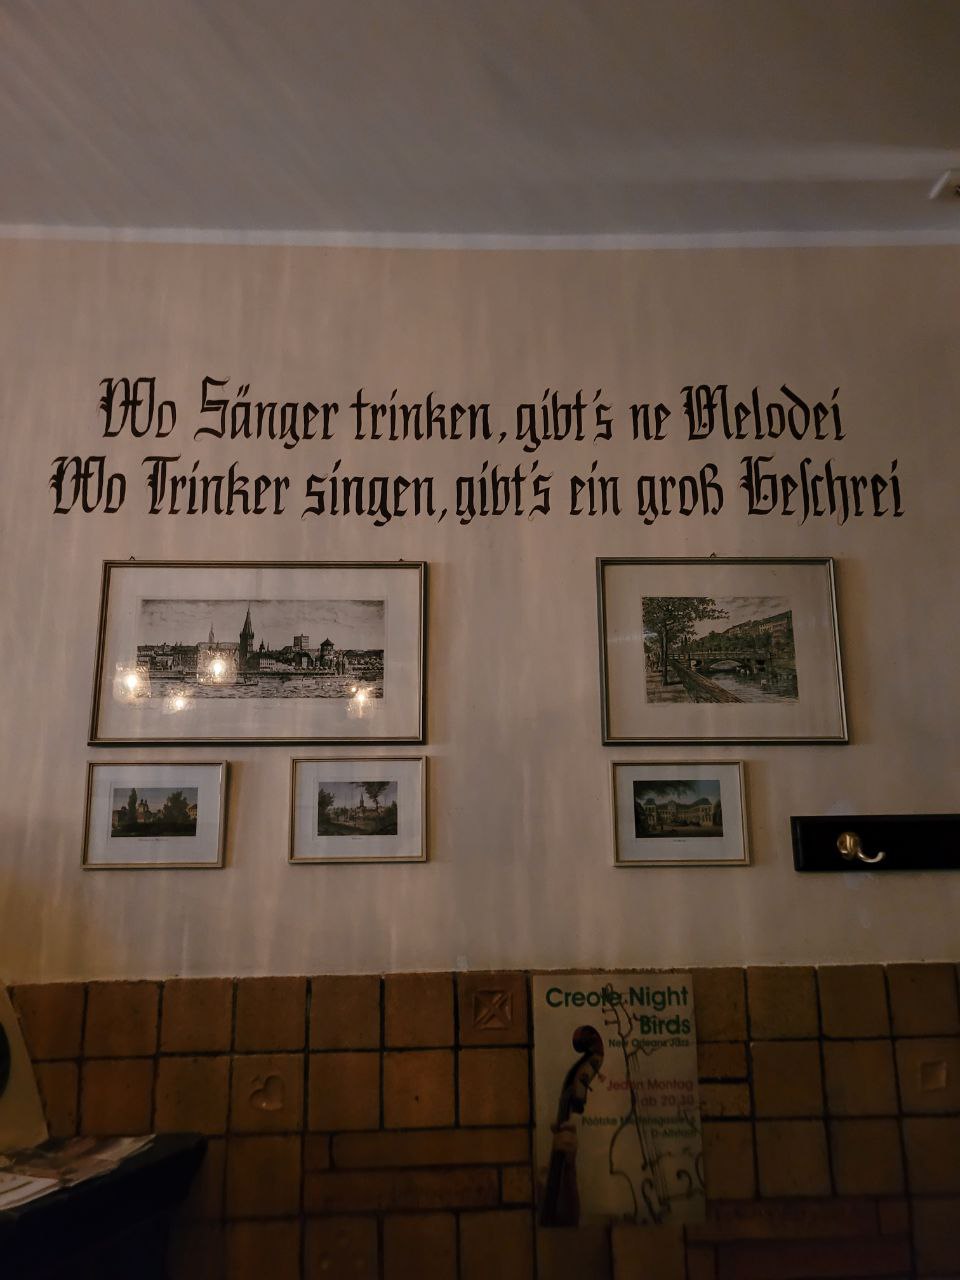 Wo Sänger trinken, gibt's ne Melodei
Wo Trinker singen, gibt's ein groß Geschrei
Creole Night
Birds
New Orleans Jazz
Jeden Montag
ab 20.30
D-Altstadt